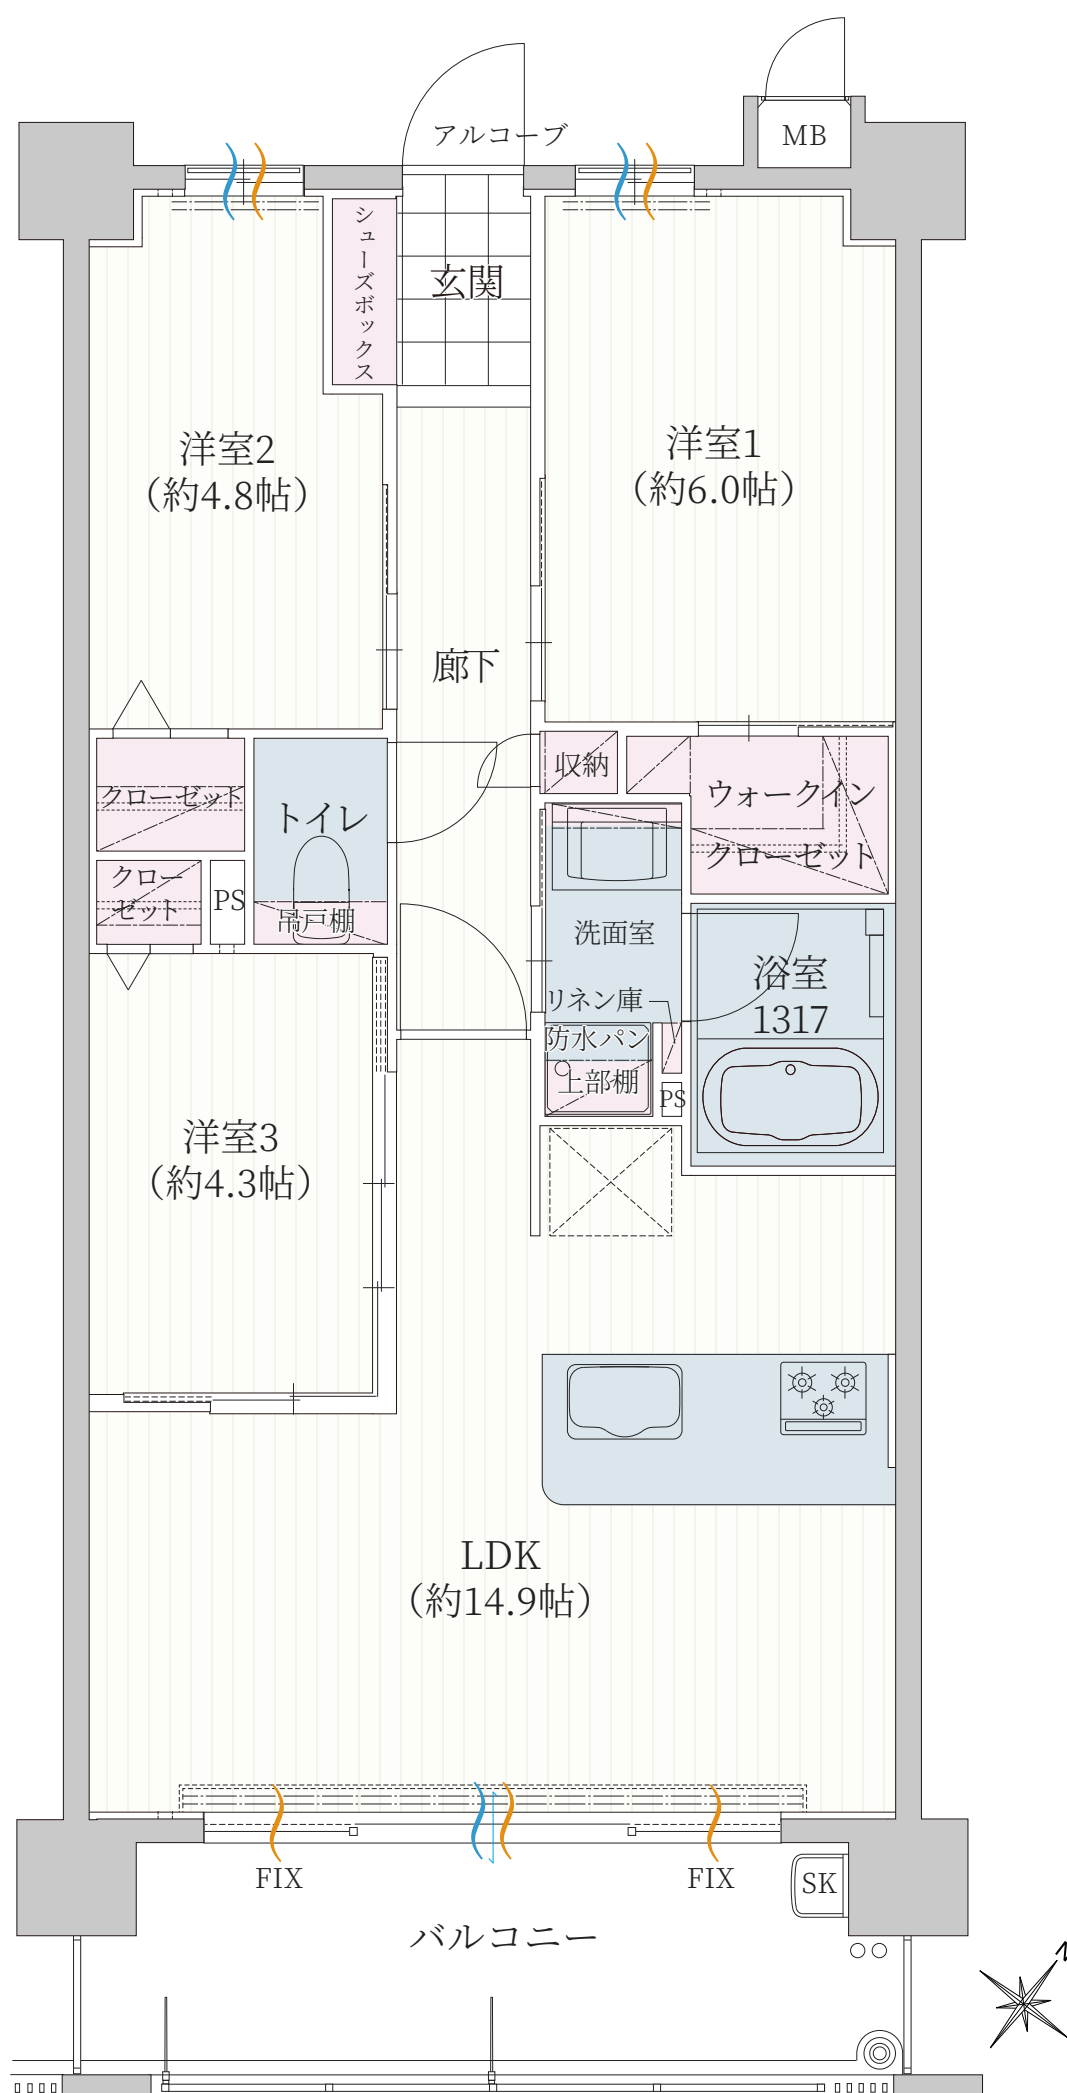 アルコーブ
MB
シューズボックス
玄関
洋室2
（約4.8帖）
洋室1
（約6.0帖）
廊下
収納
クローゼット
トイレ
ウォークイン
クローゼット
クロー
ゼット
PS
吊戸棚
洗面室
浴室
1317
リネン庫
防水パン
上部棚
PS
洋室3
（約4.3帖）
LDK
（約14.9帖）
FIX
FIX
SK
バルコニー